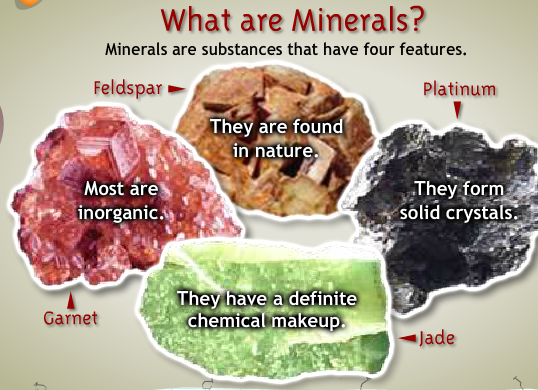 What are Minerals?
Minerals are substances that have four features.
Feldspar
Platinum
They are found
in nature.
Most are
inorganic.
They form
solid crystals.
They have a definite
chemical makeup.
Garnet
Jade